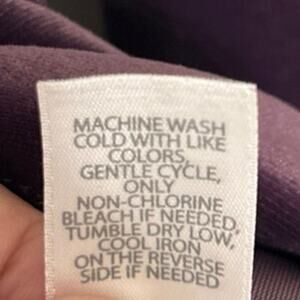 MACHINE WASH
COLD WITH LIKE
COLORS,
GENTLE CYCLE,
ONLY
NON-CHLORINE
BLEACH IF NEEDED,
TUMBLE DRY LOW,
COOL IRON
ON THE REVERSE
SIDE IF NEEDED